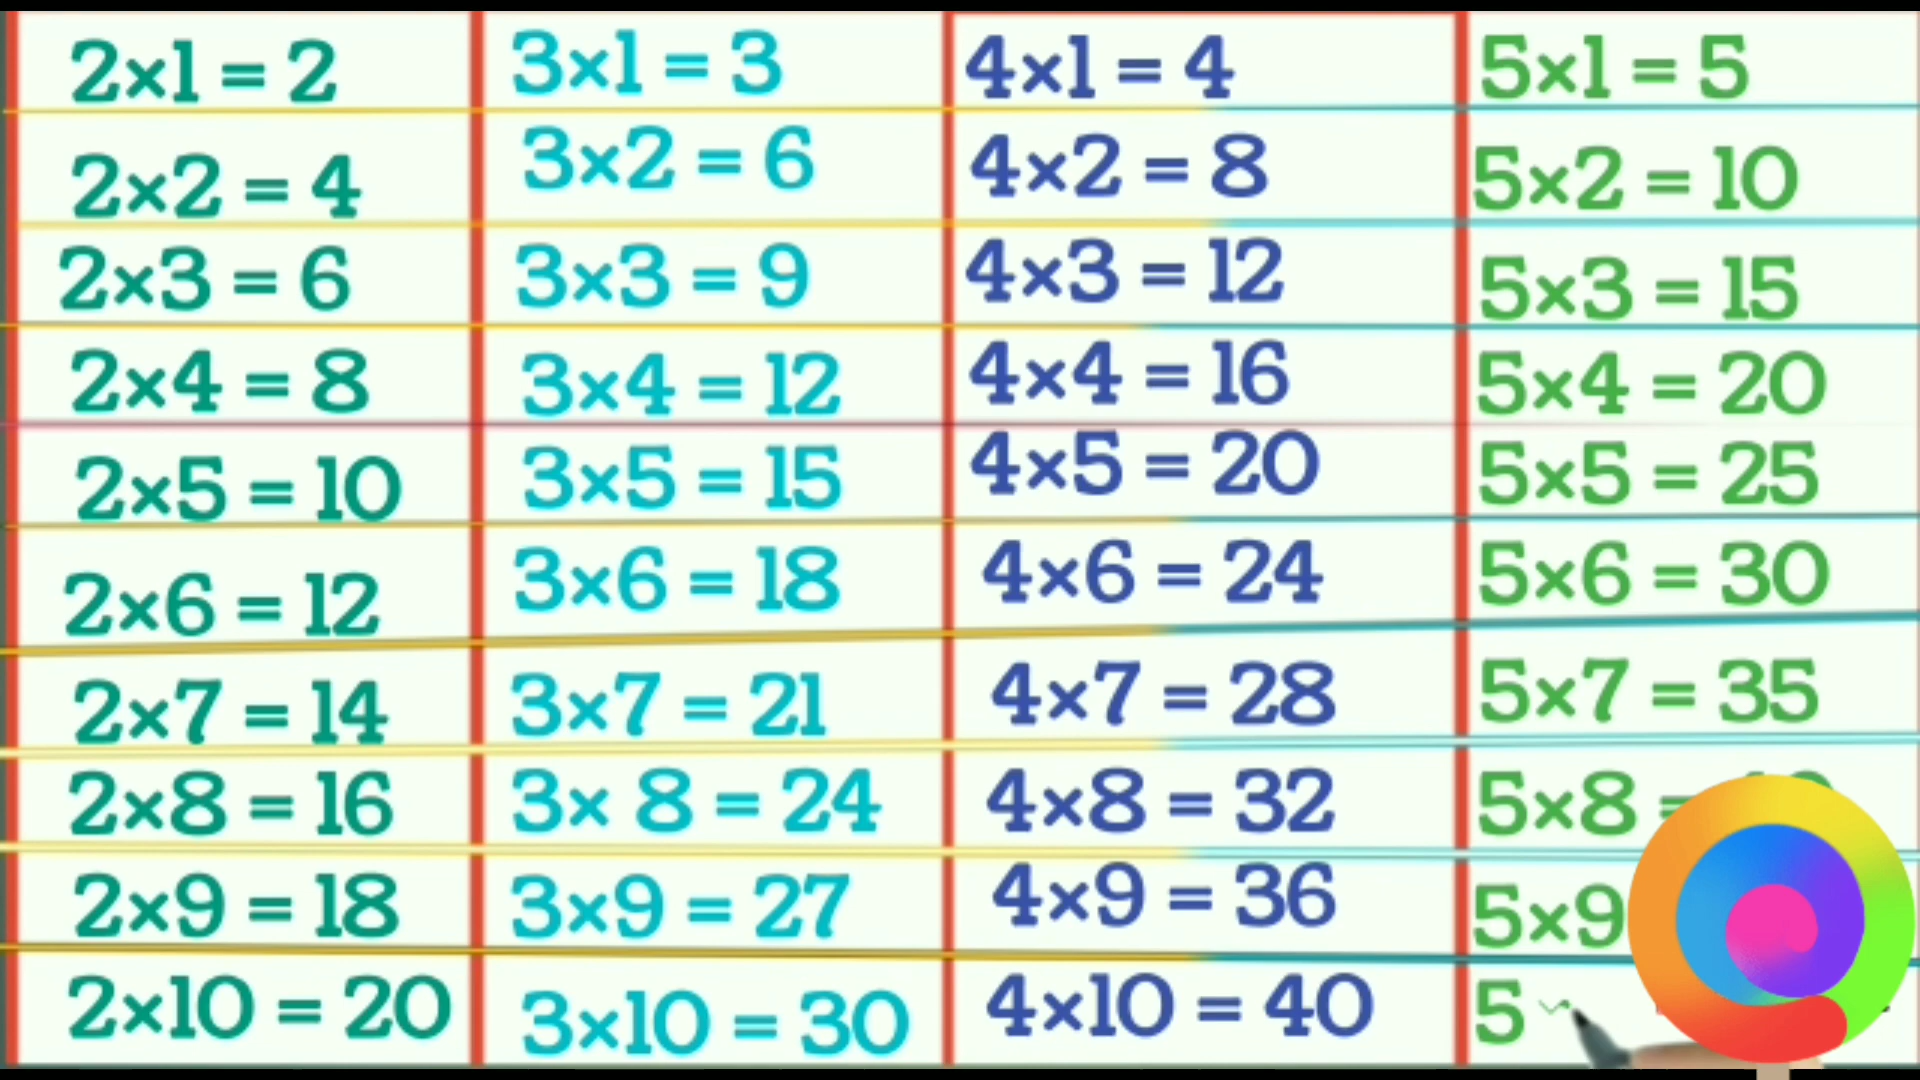 2×1 = 2
2×2 = 4
2×3 = 6
2×4 = 8
2×5 = 10
2×6 = 12
2×7 = 14
2×8 = 16
2×9 = 18
2×10 = 20
3×1 = 3
3×2 = 6
3×3 = 9
3×4 = 12
3×5 = 15
3×6 = 18
3×7 = 21
3× 8 = 24
3×9 = 27
3×10 = 30
4×1 = 4
4×2 = 8
4×3 = 12
4×4 = 16
4×5 = 20
4×6 = 24
4×7 = 28
4×8 = 32
4×9 = 36
4×10 = 40
5×1 = 5
5×2 = 10
5×3 = 15
5×4 = 20
5×5 = 25
5×6 = 30
5×7 = 35
5×8 =
5×9
5